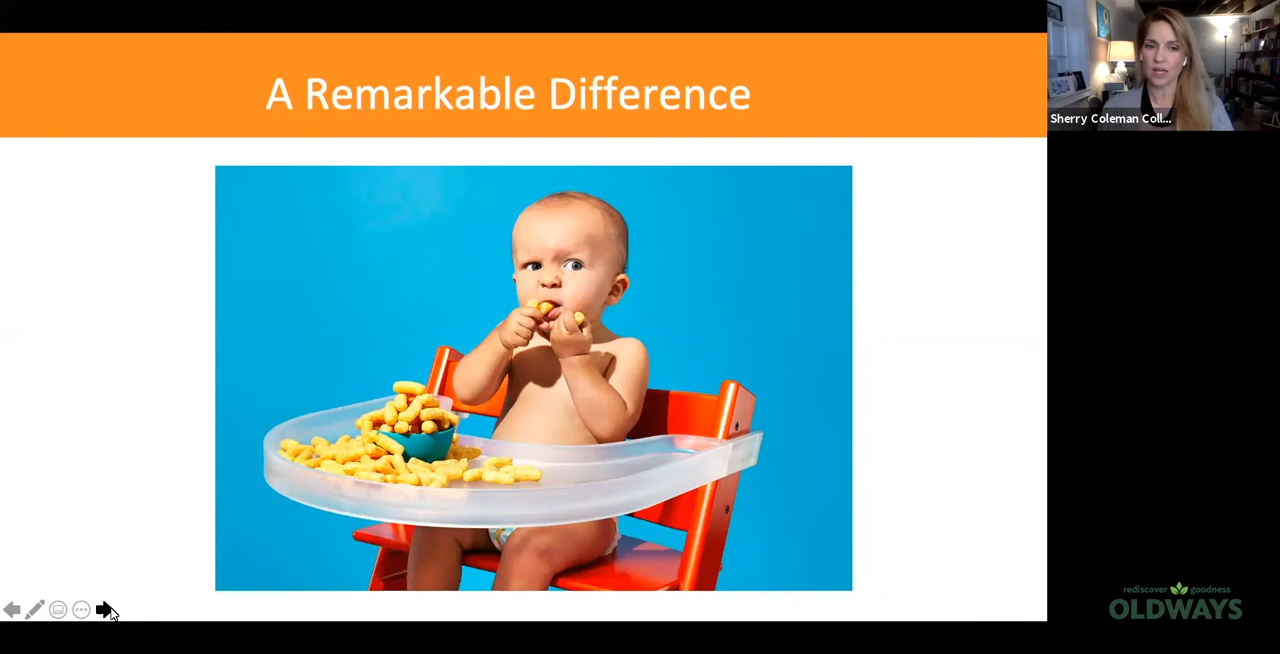 A Remarkable Difference
Sherry Coleman Coll...
rediscover goodness
OLDWAYS